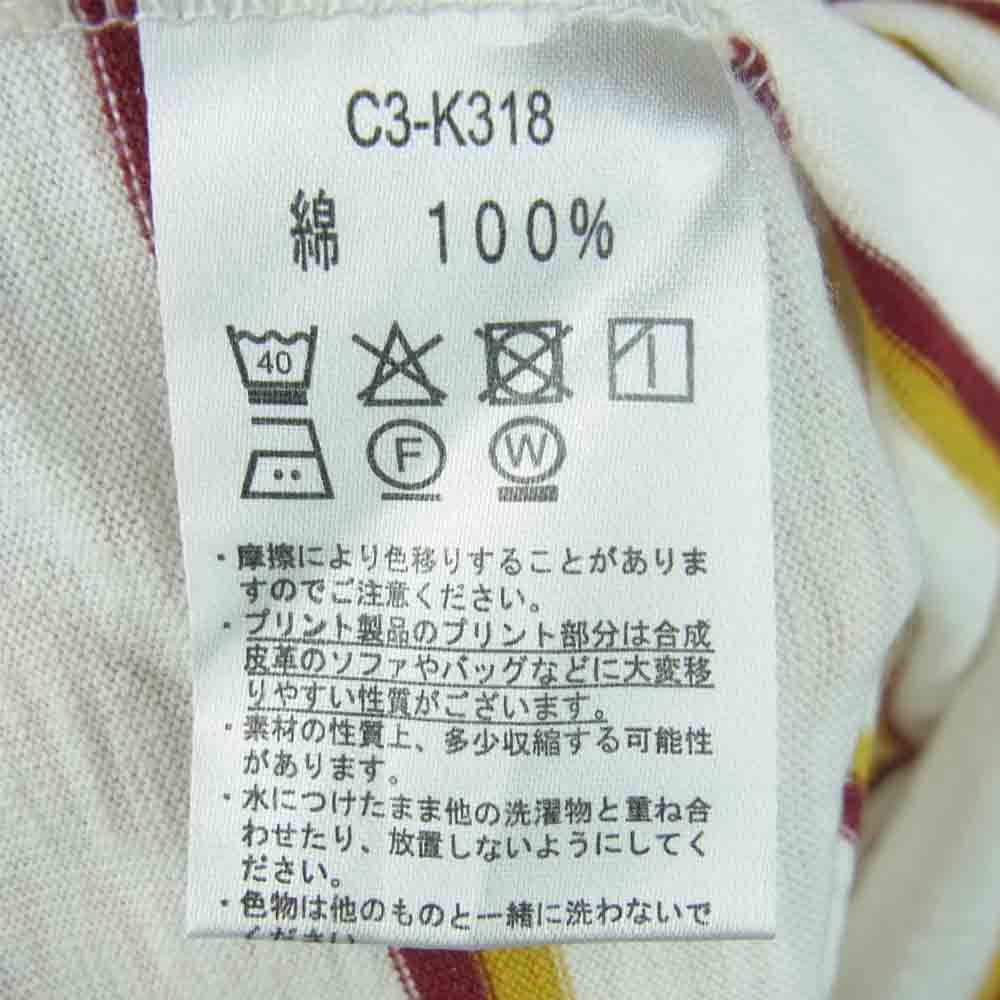 C3-K318
綿 100%
40
F W
・摩擦により色移りすることがありま
すのでご注意ください。
・プリント製品のプリント部分は合成
皮革のソファやバッグなどに大変移
りやすい性質がございます。
・素材の性質上、多少収縮する可能性
があります。
・水につけたまま他の洗濯物と重ね合
わせたり、放置しないようにしてく
ださい。
・色物は他のものと一緒に洗わないで
ください